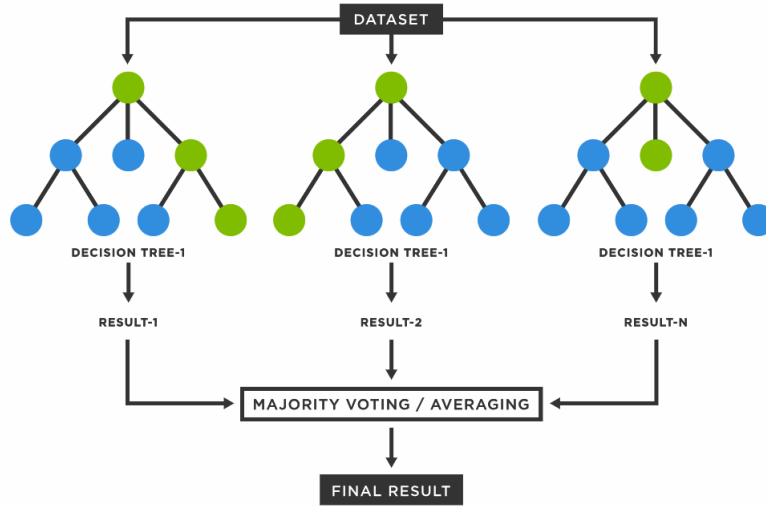 DATASET
DECISION TREE-1
DECISION TREE-1
DECISION TREE-1
RESULT-1
RESULT-2
RESULT-N
MAJORITY VOTING / AVERAGING
FINAL RESULT